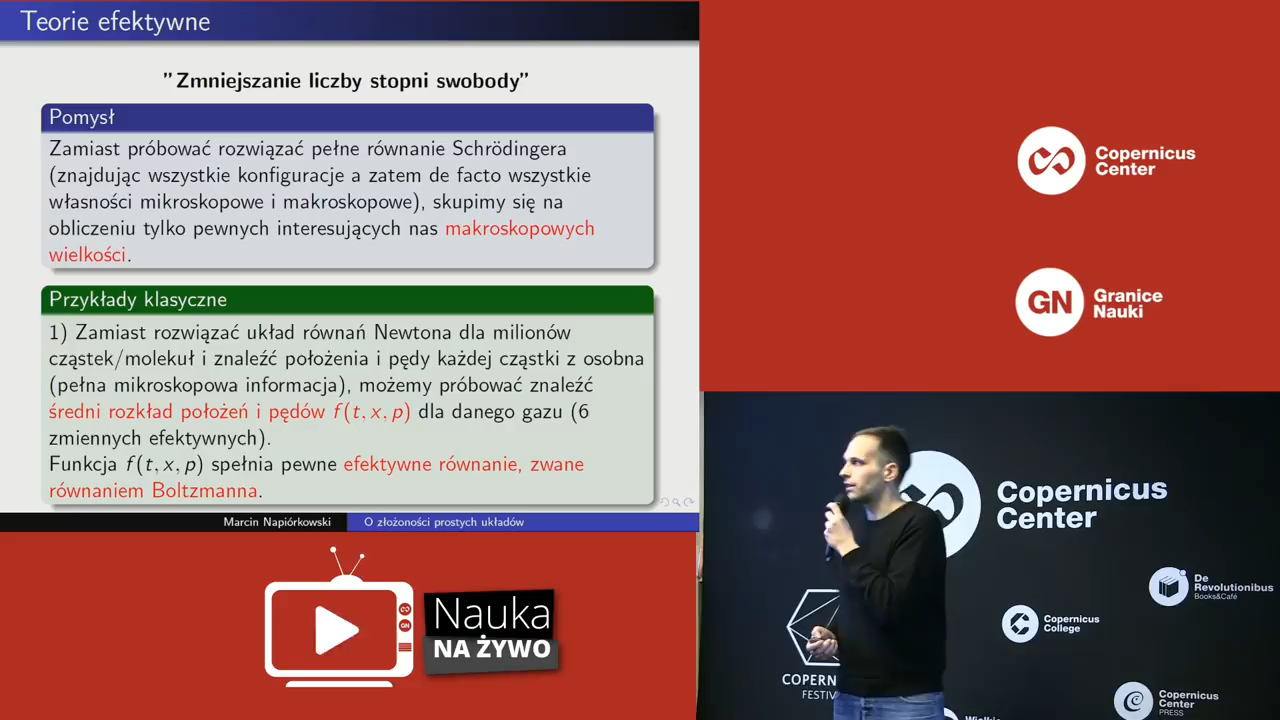 Teorie efektywne
"Zmniejszanie liczby stopni swobody"
Pomysł
Zamiast próbować rozwiązać pełne równanie Schrödingera
(znajdując wszystkie konfiguracje a zatem de facto wszystkie
własności mikroskopowe i makroskopowe), skupimy się na
obliczeniu tylko pewnych interesujących nas makroskopowych
wielkości.
Przykłady klasyczne
1) Zamiast rozwiązać układ równań Newtona dla milionów
cząstek/molekuł i znaleźć położenia i pędy każdej cząstki z osobna
(pełna mikroskopowa informacja), możemy próbować znaleźć
średni rozkład położeń i pędów f(t, x, p) dla danego gazu (6
zmiennych efektywnych).
Funkcja f(t, x, p) spełnia pewne efektywne równanie, zwane
równaniem Boltzmanna.
Marcin Napiórkowski
O złożoności prostych układów
Nauka
NA ŻYWO
Copernicus
Center
GN
Granice
Nauki
Copernicus
Center
De
Revolutionibus
Books&Café
Copernicus
College
COPERN
FESTIV
Copernicus
Center
PRESS
Wielkie